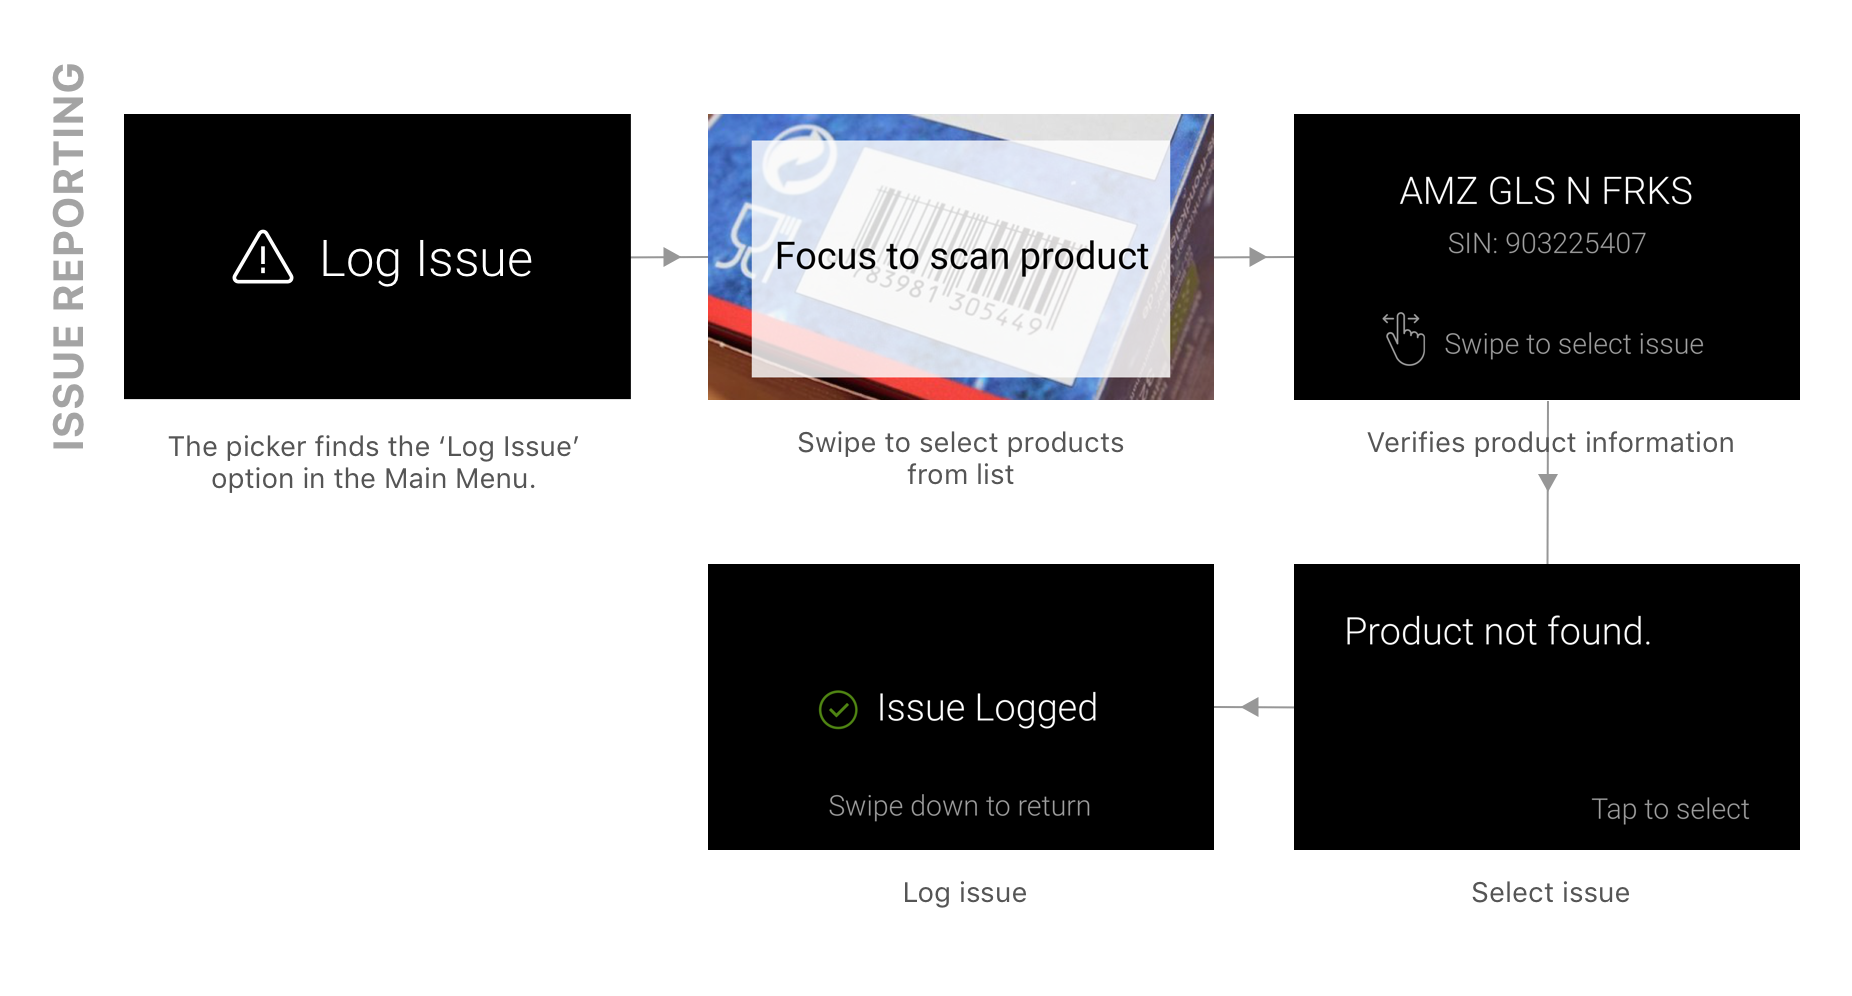 ISSUE REPORTING
Log Issue
The picker finds the ‘Log Issue’
option in the Main Menu.
Focus to scan product
783981 305449
Swipe to select products
from list
AMZ GLS N FRKS
SIN: 903225407
Swipe to select issue
Verifies product information
Product not found.
Tap to select
Select issue
Issue Logged
Swipe down to return
Log issue